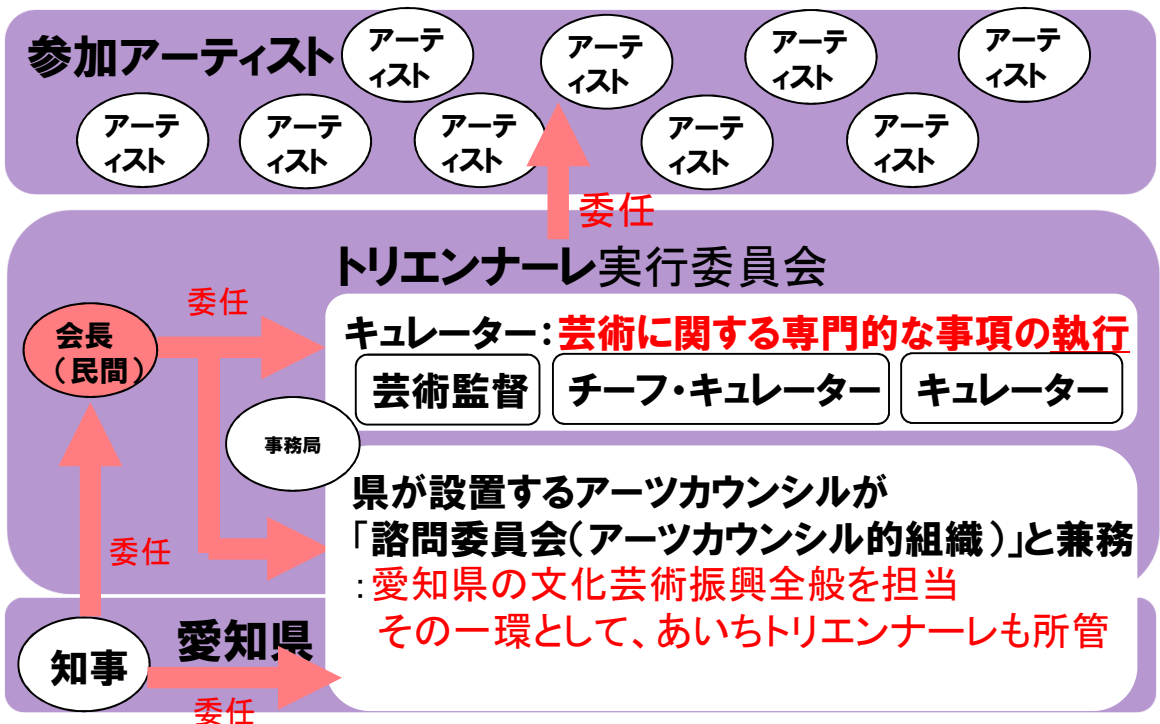 参加アーティスト
アーテ
ィスト
アーテ
ィスト
アーテ
ィスト
アーテ
ィスト
アーテ
ィスト
アーテ
ィスト
アーテ
ィスト
アーテ
ィスト
アーテ
ィスト
委任
トリエンナーレ実行委員会
会長
(民間)
委任
キュレーター:芸術に関する専門的な事項の執行
芸術監督
チーフ・キュレーター
キュレーター
事務局
県が設置するアーツカウンシルが
「諮問委員会(アーツカウンシル的組織)」と兼務
:愛知県の文化芸術振興全般を担当
その一環として、あいちトリエンナーレも所管
委任
愛知県
知事
委任